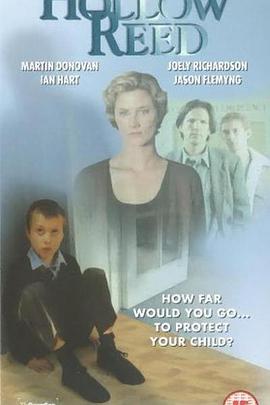 HOLLOW
REED
MARTIN DONOVAN
JOELY RICHARDSON
IAN HART
JASON FLEMYNG
HOW FAR
WOULD YOU GO...
TO PROTECT
YOUR CHILD?